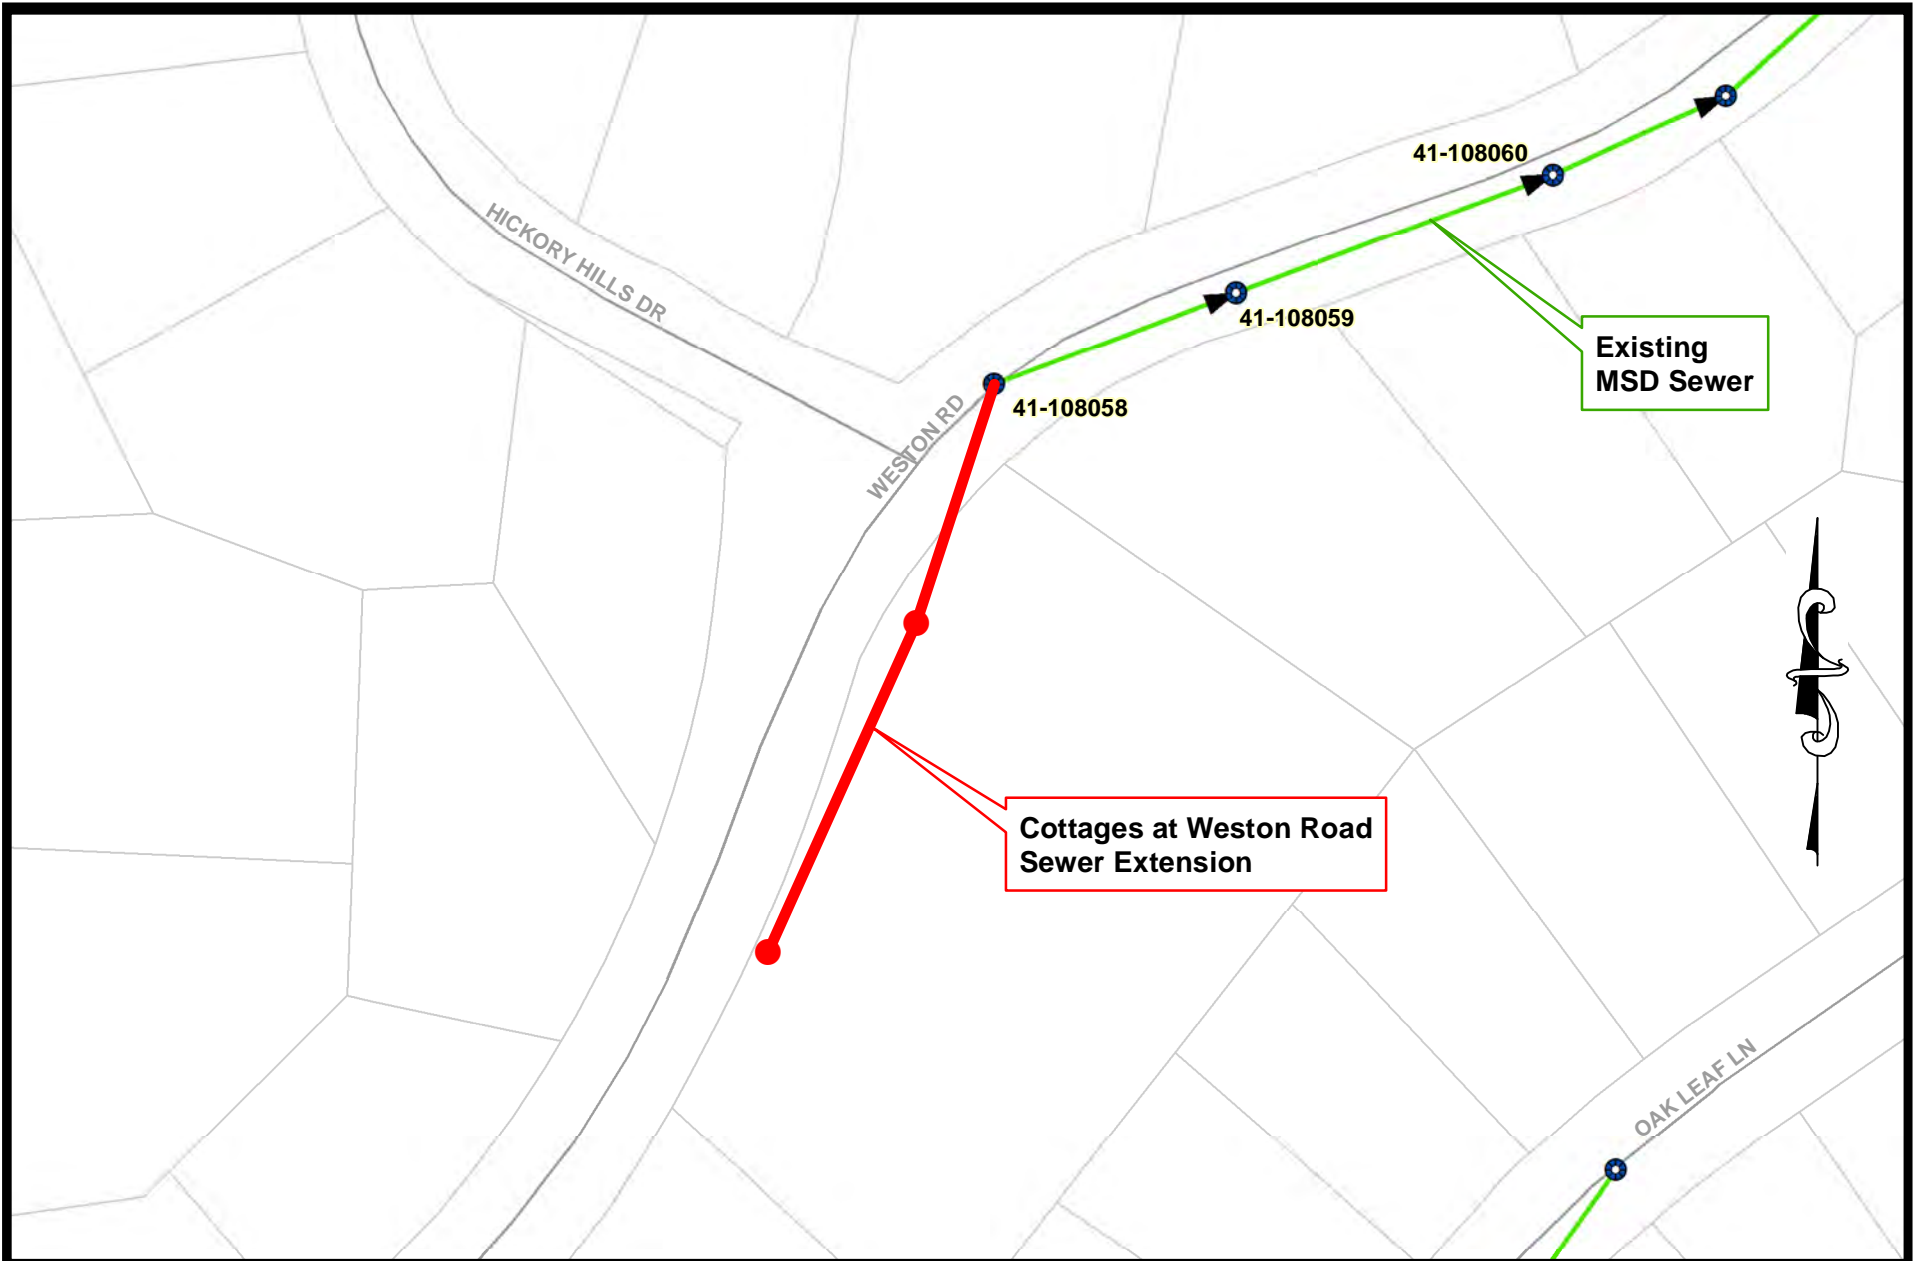 41-108060
HICKORY HILLS DR
41-108059
Existing
MSD Sewer
WESTON RD
41-108058
Cottages at Weston Road
Sewer Extension
OAK LEAF LN